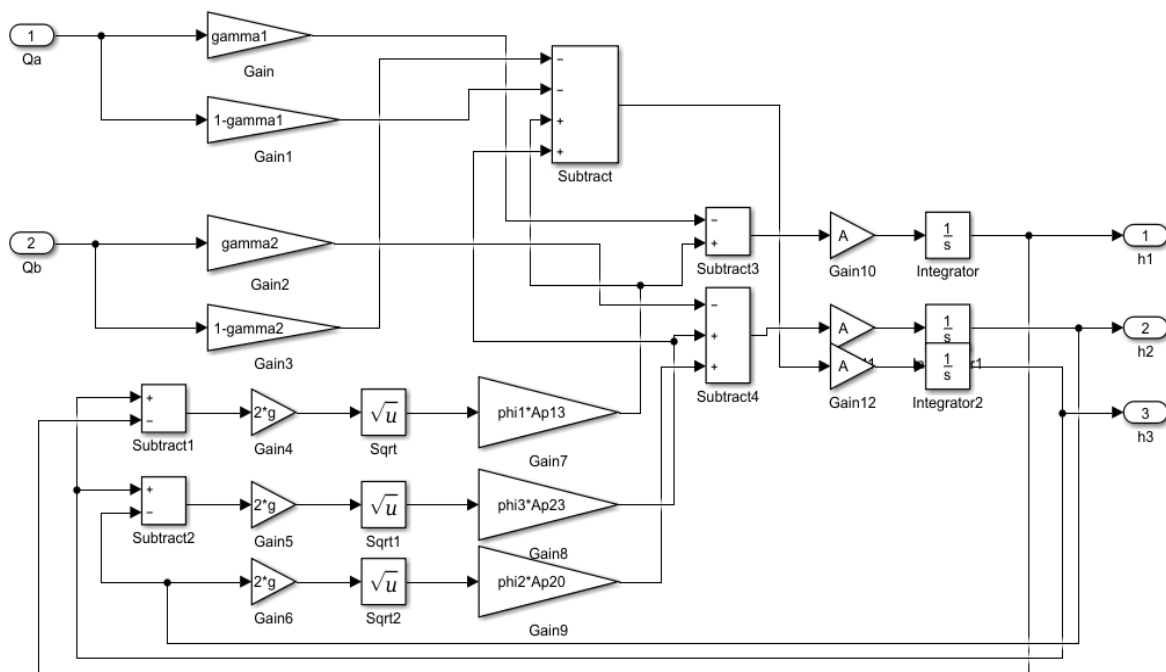 1
Qa
gamma1
Gain
1-gamma1
Gain1
−
−
+
+
Subtract
2
Qb
gamma2
Gain2
1-gamma2
Gain3
−
+
Subtract3
A
Gain10
1
s
Integrator
1
h1
−
+
+
Subtract4
A
1
s
2
h2
A
Gain12
1
s
Integrator2
3
h3
+
−
Subtract1
2*g
Gain4
√u
Sqrt
phi1*Ap13
Gain7
+
−
Subtract2
2*g
Gain5
√u
Sqrt1
phi3*Ap23
Gain8
2*g
Gain6
√u
Sqrt2
phi2*Ap20
Gain9